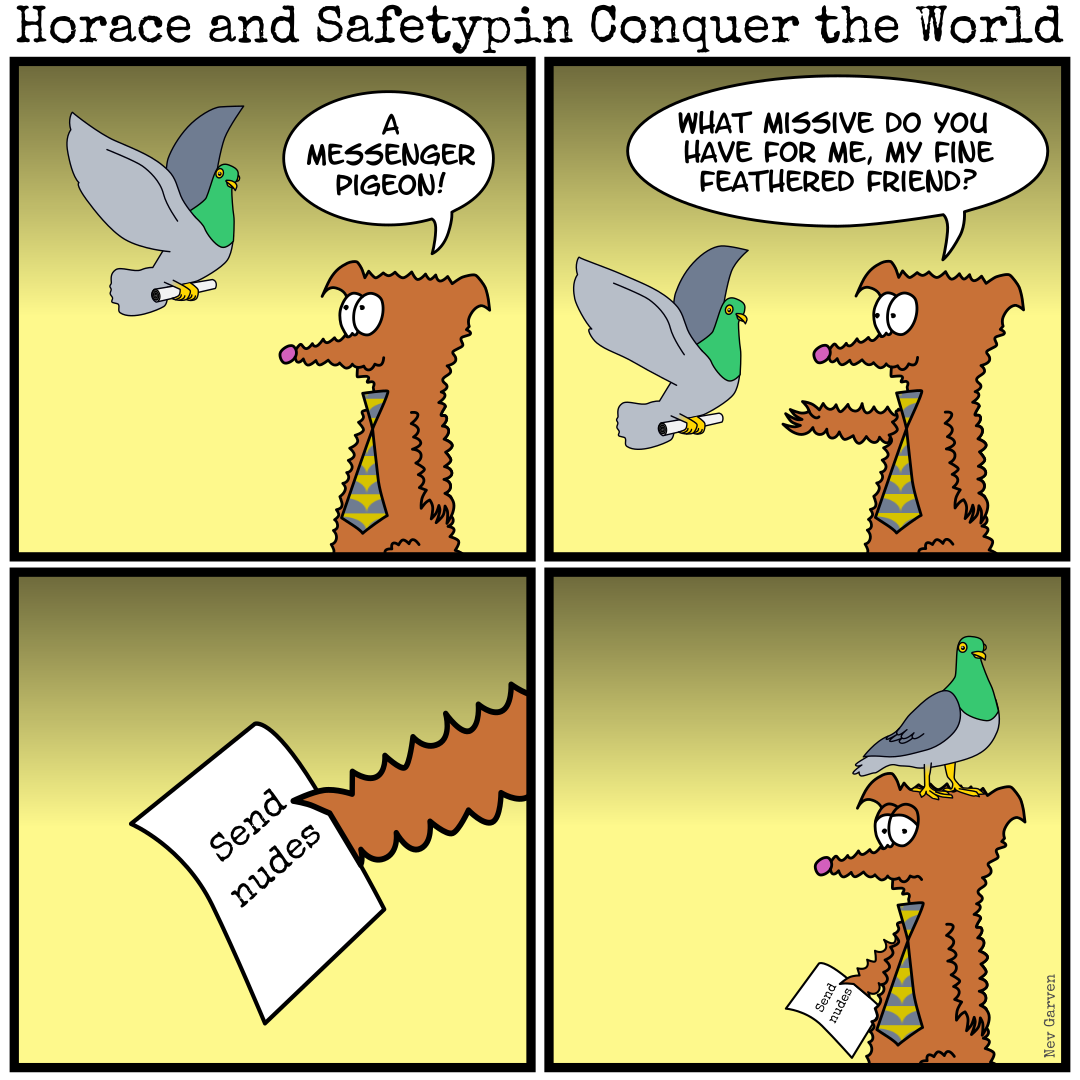 Horace and Safetypin Conquer the World
A
MESSENGER
PIGEON!
WHAT MISSIVE DO YOU
HAVE FOR ME, MY FINE
FEATHERED FRIEND?
Send
nudes
Send
nudes
Nev Garven